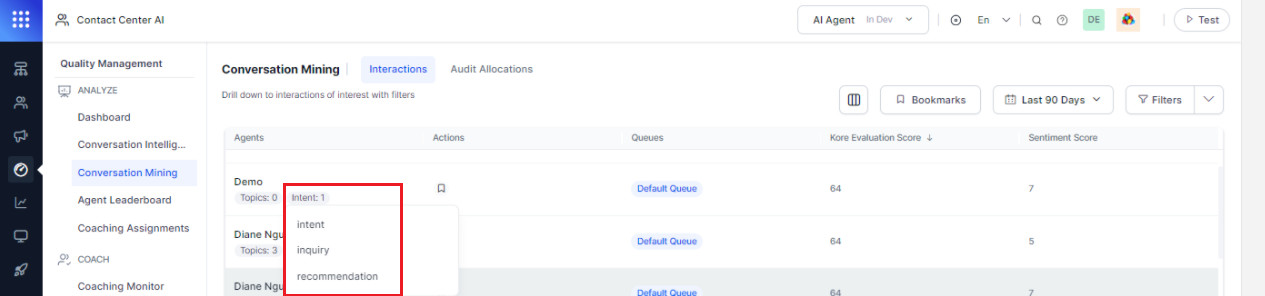 Contact Center AI
AI Agent In Dev
En
DE
Test
Quality Management
ANALYZE
Dashboard
Conversation Intellig...
Conversation Mining
Agent Leaderboard
Coaching Assignments
COACH
Coaching Monitor
Conversation Mining
Interactions
Audit Allocations
Drill down to interactions of interest with filters
Bookmarks
Last 90 Days
Filters
Agents Actions Queues Kore Evaluation Score ↓ Sentiment Score
Demo
Topics: 0 Intent: 1
Default Queue 64 7
intent
inquiry
recommendation
Diane Ngu
Topics: 3
Default Queue 64 5
Diane Ngu
Default Queue 64 7